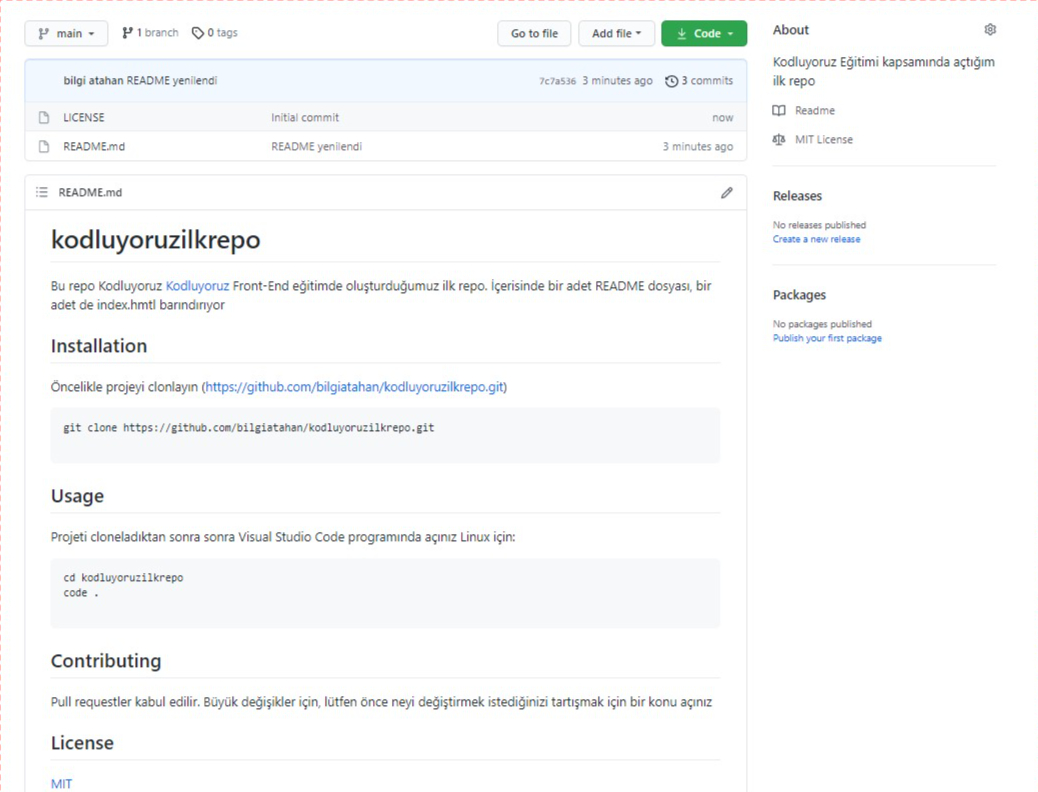 main
1 branch
0 tags
Go to file
Add file
Code
bilgi atahan README yenilendi
7c7a536 3 minutes ago
3 commits
LICENSE
Initial commit
now
README.md
README yenilendi
3 minutes ago
README.md
kodluyoruzilkrepo
Bu repo Kodluyoruz Kodluyoruz Front-End eğitimde oluşturduğumuz ilk repo. İçerisinde bir adet README dosyası, bir
adet de index.hmtl barındırıyor
Installation
Öncelikle projeyi clonlayın (https://github.com/bilgiatahan/kodluyoruzilkrepo.git)
git clone https://github.com/bilgiatahan/kodluyoruzilkrepo.git
Usage
Projeti cloneladıktan sonra sonra Visual Studio Code programında açınız Linux için:
cd kodluyoruzilkrepo
code .
Contributing
Pull requestler kabul edilir. Büyük değişikler için, lütfen önce neyi değiştirmek istediğinizi tartışmak için bir konu açınız
License
MIT
About
Kodluyoruz Eğitimi kapsamında açtığım
ilk repo
Readme
MIT License
Releases
No releases published
Create a new release
Packages
No packages published
Publish your first package